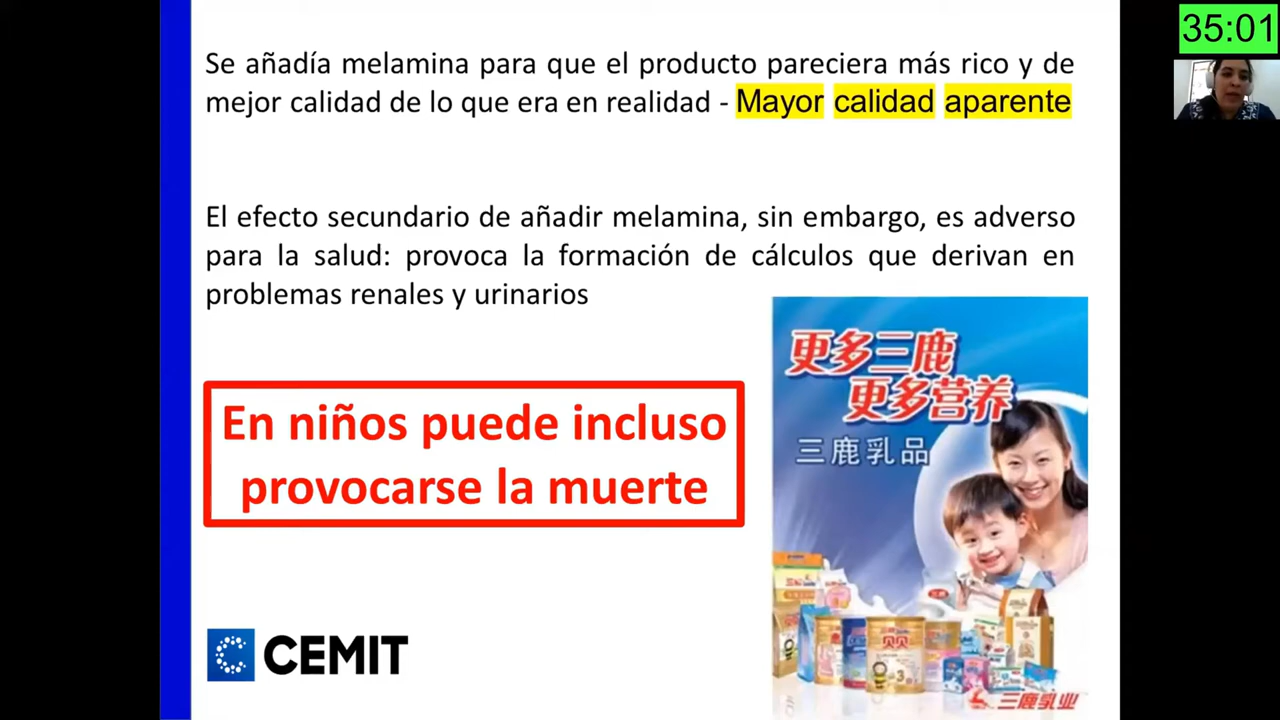 35:01
Se añadía melamina para que el producto pareciera más rico y de
mejor calidad de lo que era en realidad - Mayor calidad aparente
El efecto secundario de añadir melamina, sin embargo, es adverso
para la salud: provoca la formación de cálculos que derivan en
problemas renales y urinarios
En niños puede incluso
provocarse la muerte
更多三鹿
更多营养
三鹿乳品
贝贝
3
三鹿乳业
CEMIT